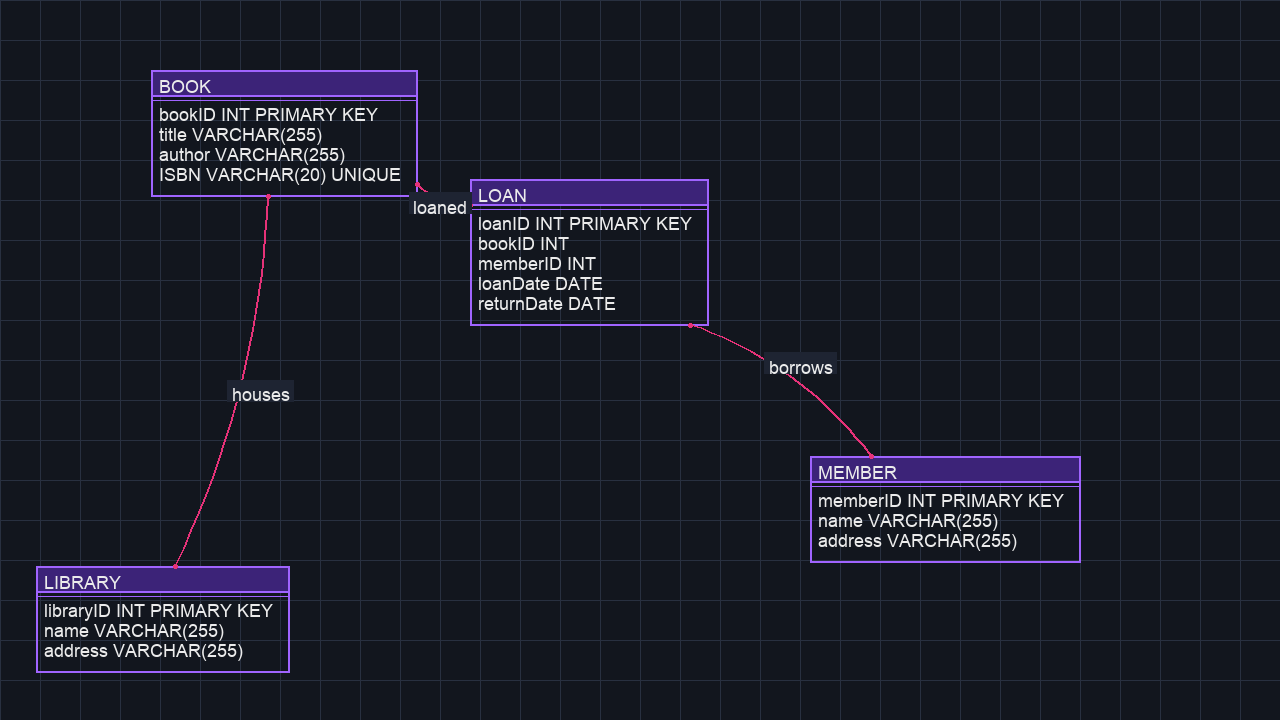 BOOK
bookID INT PRIMARY KEY
title VARCHAR(255)
author VARCHAR(255)
ISBN VARCHAR(20) UNIQUE
loaned
LOAN
loanID INT PRIMARY KEY
bookID INT
memberID INT
loanDate DATE
returnDate DATE
borrows
houses
MEMBER
memberID INT PRIMARY KEY
name VARCHAR(255)
address VARCHAR(255)
LIBRARY
libraryID INT PRIMARY KEY
name VARCHAR(255)
address VARCHAR(255)